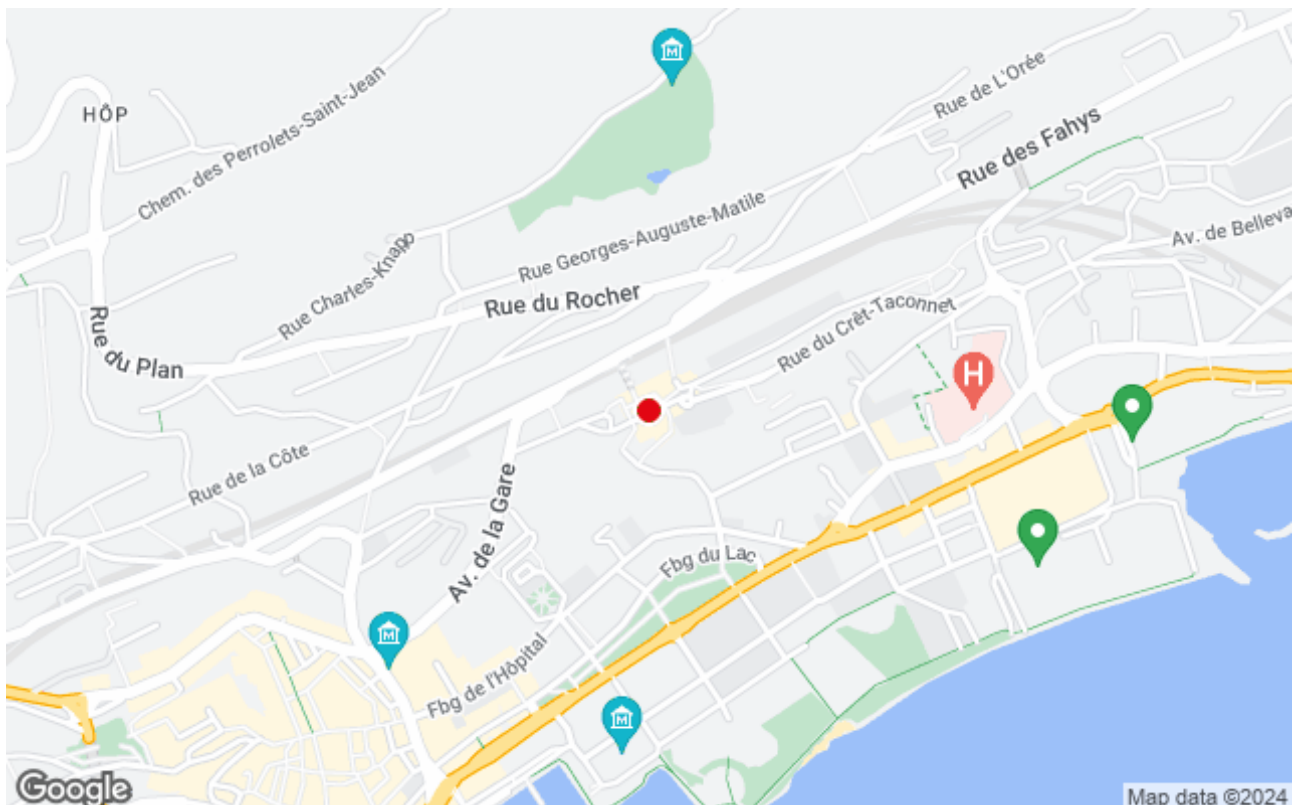 HÔP
Chem. des Perrolets-Saint-Jean
Rue de L'Orée
Rue des Fahys
Rue Georges-Auguste-Matile
Av. de Belleva
Rue Charles-Knapp
Rue du Rocher
Rue du Plan
Rue du Crêt-Taconnet
H
Rue de la Côte
Av. de la Gare
Fbg du Lac
M
M
M
Fbg de l'Hôpital
Google
Map data ©2024